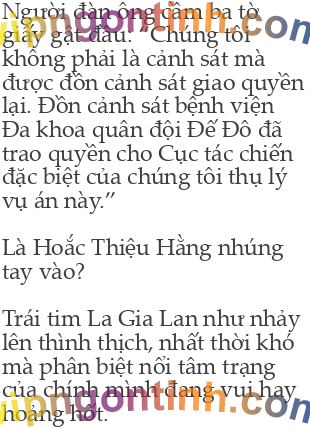 Người đàn ông cầm ba tờ
giấy gật đầu: “Chúng tôi
không phải là cảnh sát mà
được đồn cảnh sát giao quyền
lại. Đồn cảnh sát bệnh viện
Đa khoa quân đội Đế Đô đã
trao quyền cho Cục tác chiến
đặc biệt của chúng tôi thụ lý
vụ án này.”
Là Hoắc Thiệu Hằng nhúng
tay vào?
Trái tim La Gia Lan như nhảy
lên thình thịch, nhất thời khó
mà phân biệt nổi tâm trạng
của chính mình đang vui hay
hoảng hốt.
vipngontinh.com